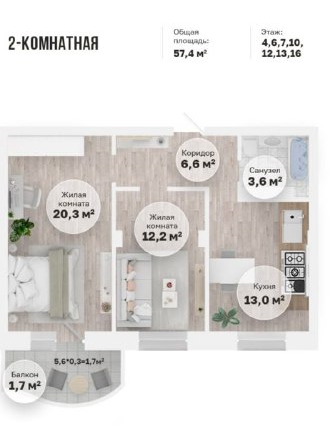 2-КОМНАТНАЯ
Общая
площадь:
57,4 м²
Этаж:
4,6,7,10,
12,13,16
Коридор
6,6 м²
Санузел
3,6 м²
Жилая
комната
20,3 м²
Жилая
комната
12,2 м²
Кухня
13,0 м²
5,6*0,3=1,7м²
Балкон
1,7 м²